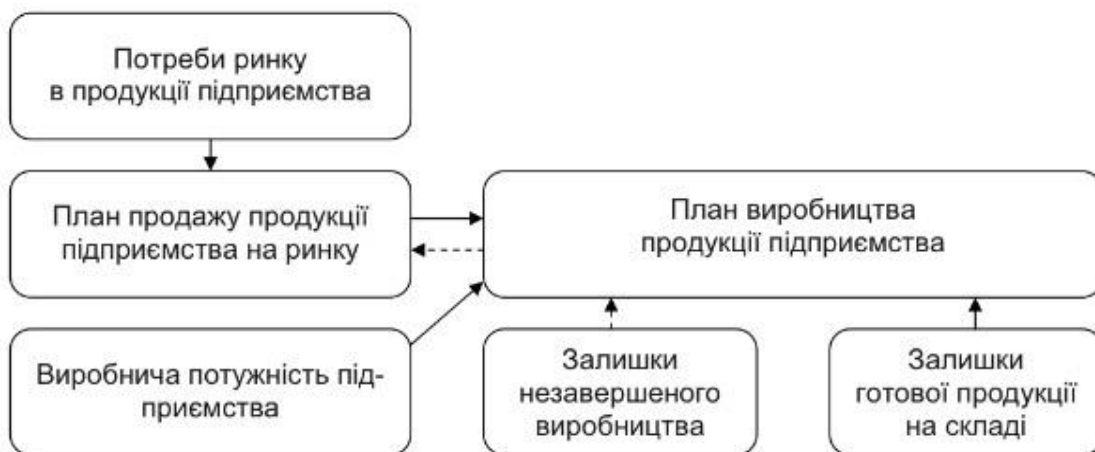 Потреби ринку
в продукції підприємства
План продажу продукції
підприємства на ринку
План виробництва
продукції підприємства
Виробнича потужність під-
приємства
Залишки
незавершеного
виробництва
Залишки
готової продукції
на складі